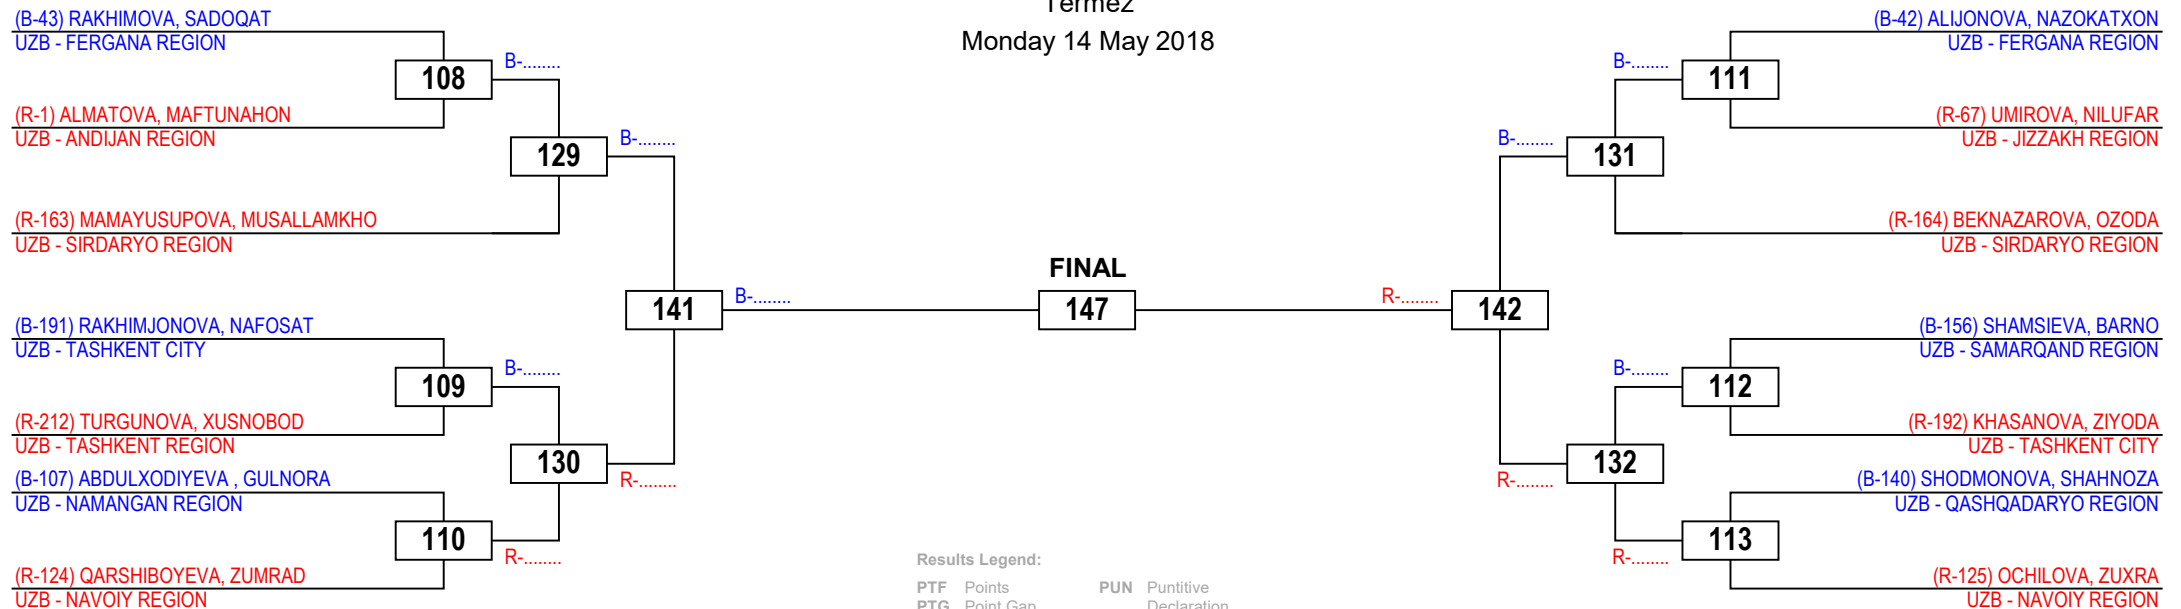 Termez
Monday 14 May 2018
(B-43) RAKHIMOVA, SADOQAT
UZB - FERGANA REGION
108
B-........
(R-1) ALMATOVA, MAFTUNAHON
UZB - ANDIJAN REGION
129
B-........
(R-163) MAMAYUSUPOVA, MUSALLAMKHO
UZB - SIRDARYO REGION
141
B-........
(B-191) RAKHIMJONOVA, NAFOSAT
UZB - TASHKENT CITY
109
B-........
(R-212) TURGUNOVA, XUSNOBOD
UZB - TASHKENT REGION
130
R-........
(B-107) ABDULXODIYEVA , GULNORA
UZB - NAMANGAN REGION
110
R-........
(R-124) QARSHIBOYEVA, ZUMRAD
UZB - NAVOIY REGION
FINAL
147
(B-42) ALIJONOVA, NAZOKATXON
UZB - FERGANA REGION
B-........
111
(R-67) UMIROVA, NILUFAR
UZB - JIZZAKH REGION
B-........
131
(R-164) BEKNAZAROVA, OZODA
UZB - SIRDARYO REGION
R-........
142
(B-156) SHAMSIEVA, BARNO
UZB - SAMARQAND REGION
B-........
112
(R-192) KHASANOVA, ZIYODA
UZB - TASHKENT CITY
132
R-........
(B-140) SHODMONOVA, SHAHNOZA
UZB - QASHQADARYO REGION
113
R-........
(R-125) OCHILOVA, ZUXRA
UZB - NAVOIY REGION
Results Legend:
PTF Points PUN Puntitive
PTG Point Gap Declaration